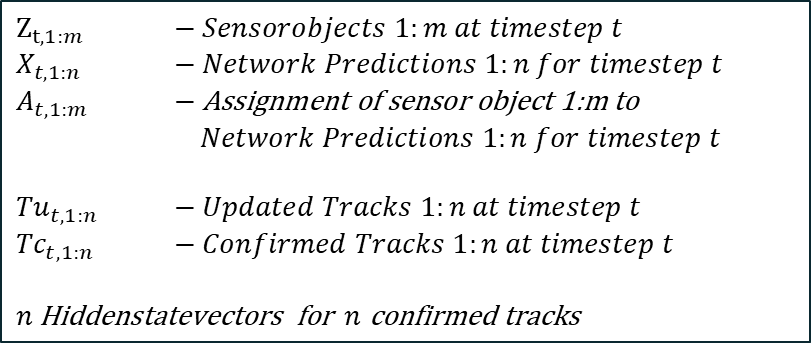 Z_{t,1:m} – Sensorobjects 1:m at timestep t
X_{t,1:n} – Network Predictions 1:n for timestep t
A_{t,1:m} – Assignment of sensor object 1:m to
Network Predictions 1:n for timestep t
Tu_{t,1:n} – Updated Tracks 1:n at timestep t
Tc_{t,1:n} – Confirmed Tracks 1:n at timestep t
n Hiddenstatevectors for n confirmed tracks